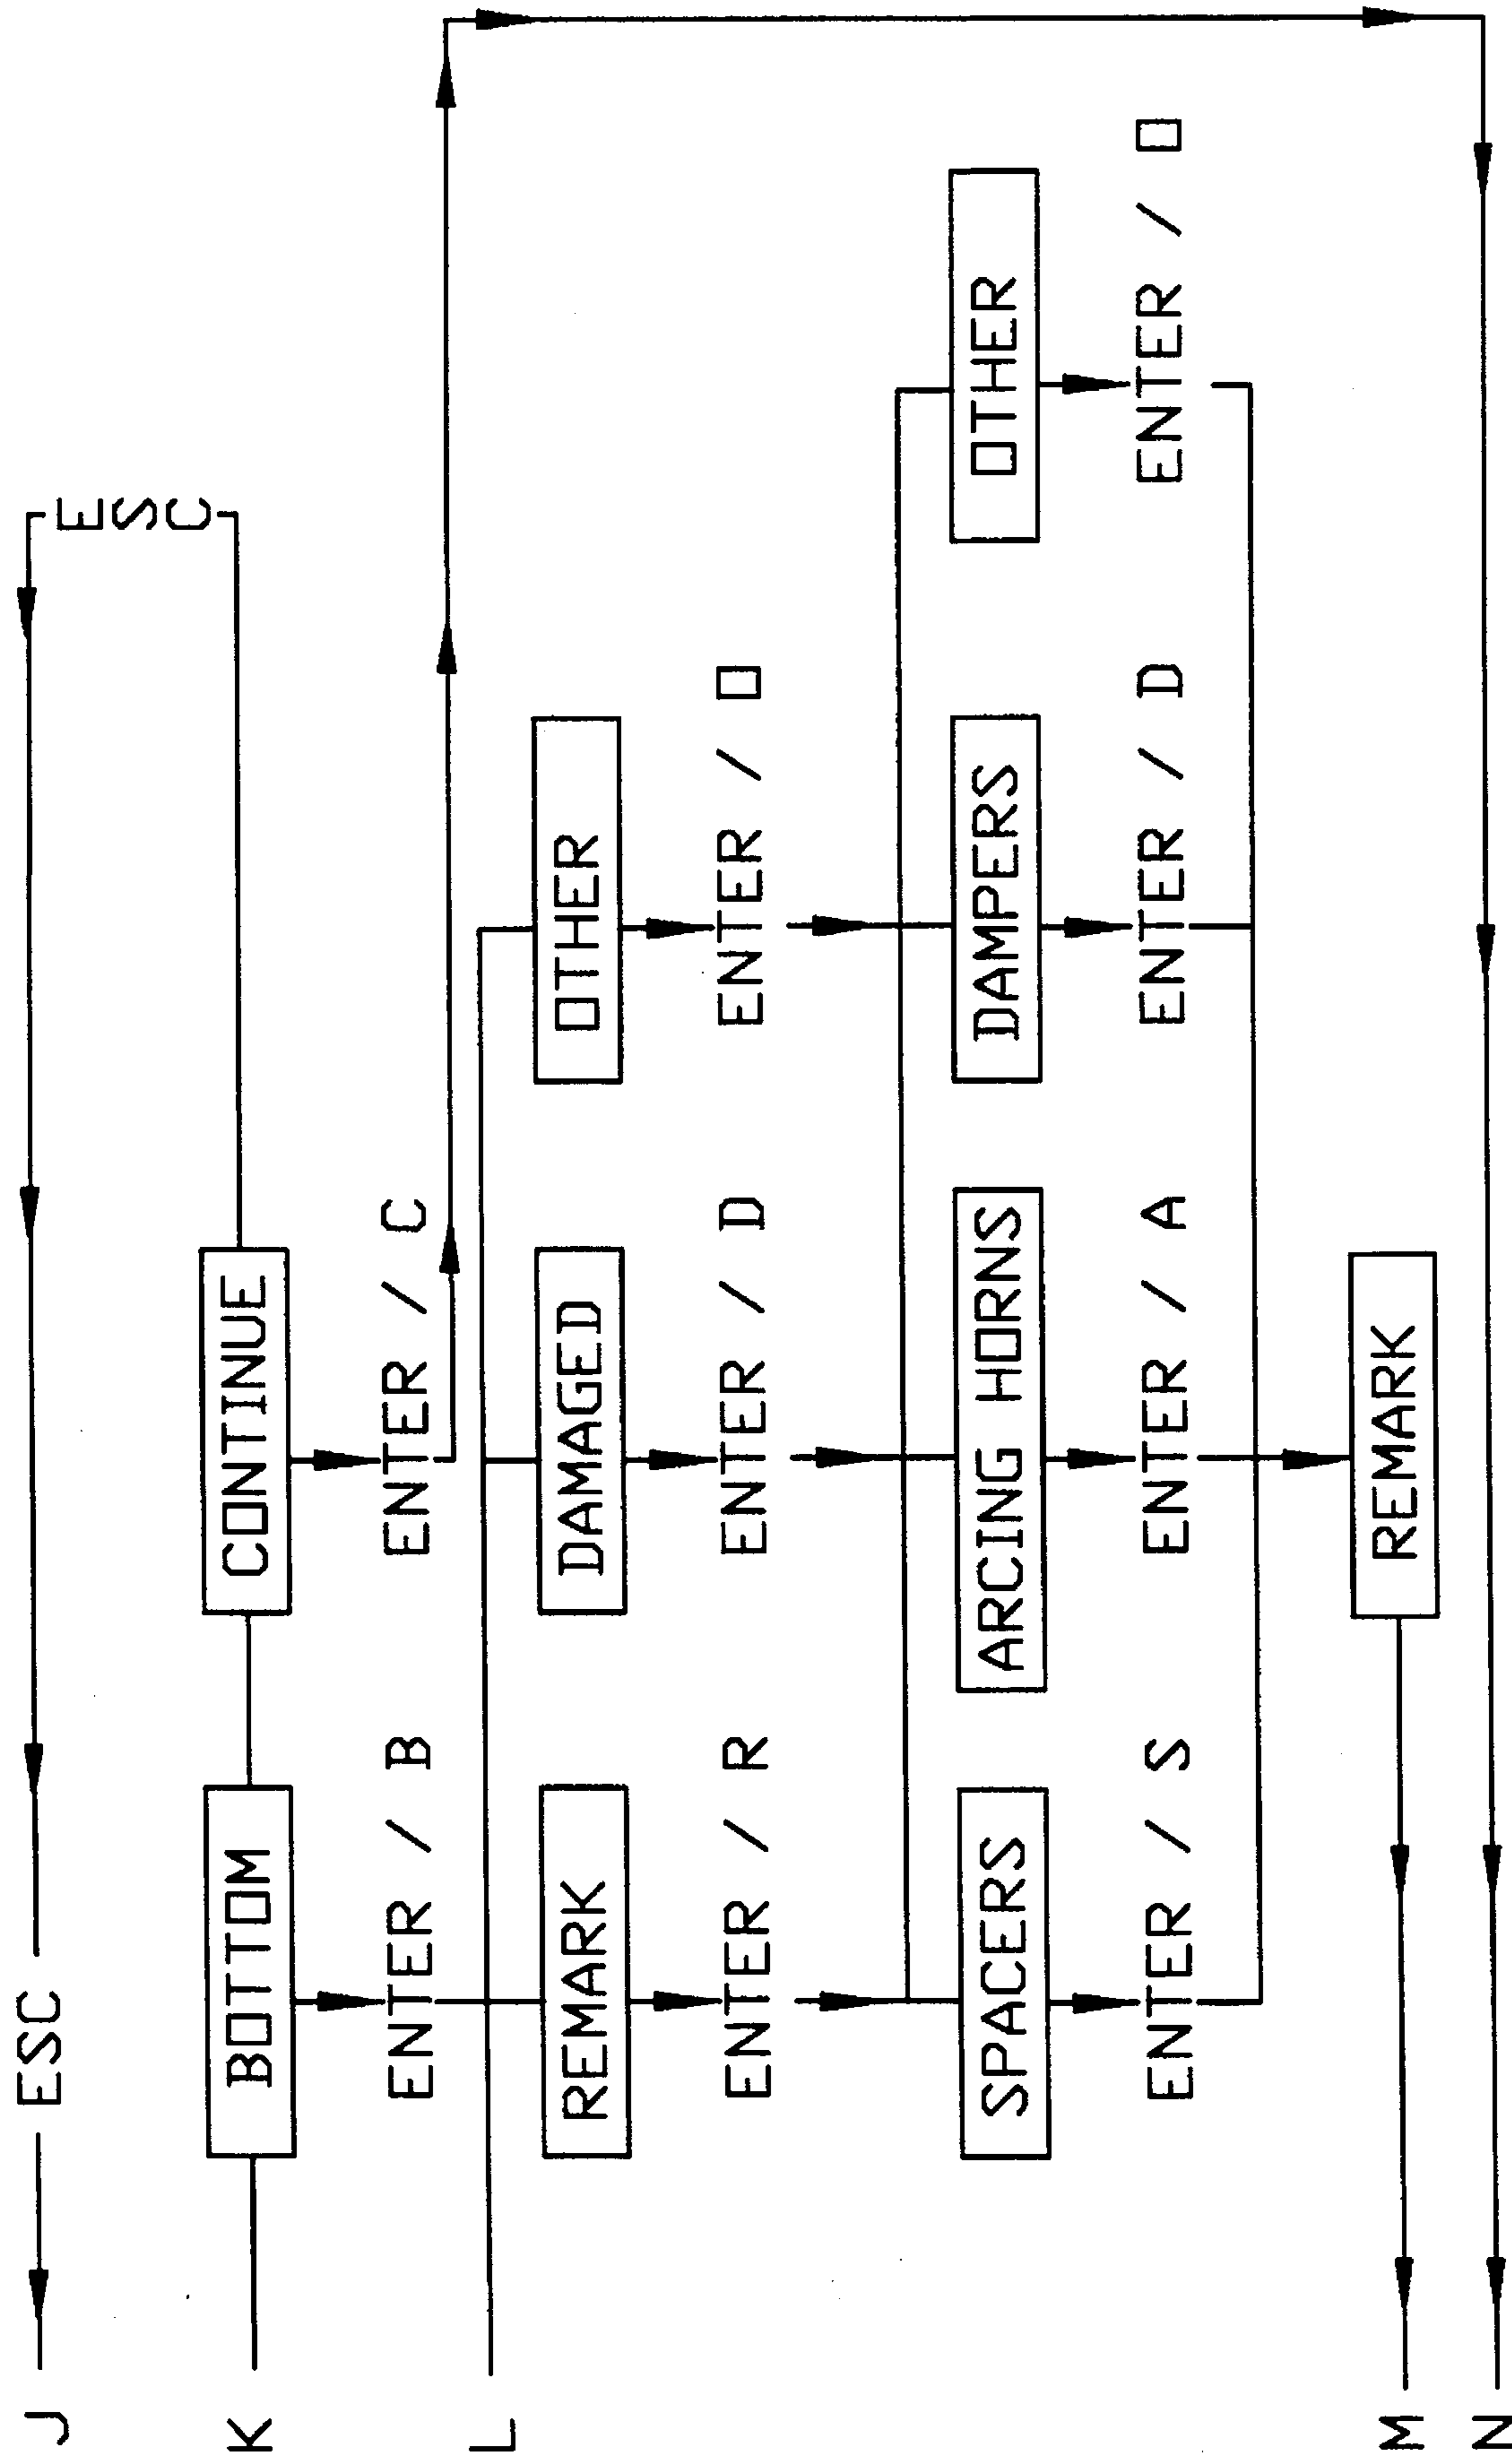 J
ESC
ESC
K
BOTTOM
CONTINUE
ENTER / B
ENTER / C
L
REMARK
DAMAGED
OTHER
ENTER / R
ENTER / D
ENTER / O
SPACERS
ARCING HORNS
DAMPERS
OTHER
ENTER / S
ENTER / A
ENTER / D
ENTER / O
REMARK
M
N